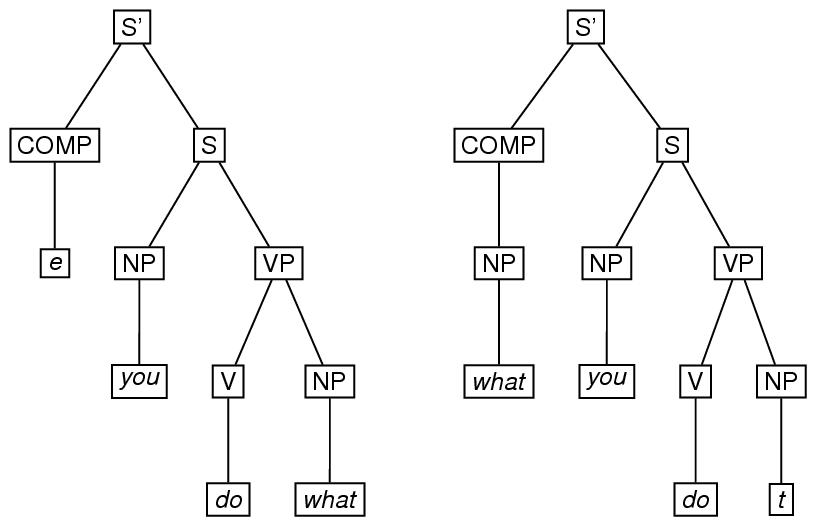 S' S'
COMP S COMP S
e NP VP NP NP VP
you V NP what you V NP
do what do t